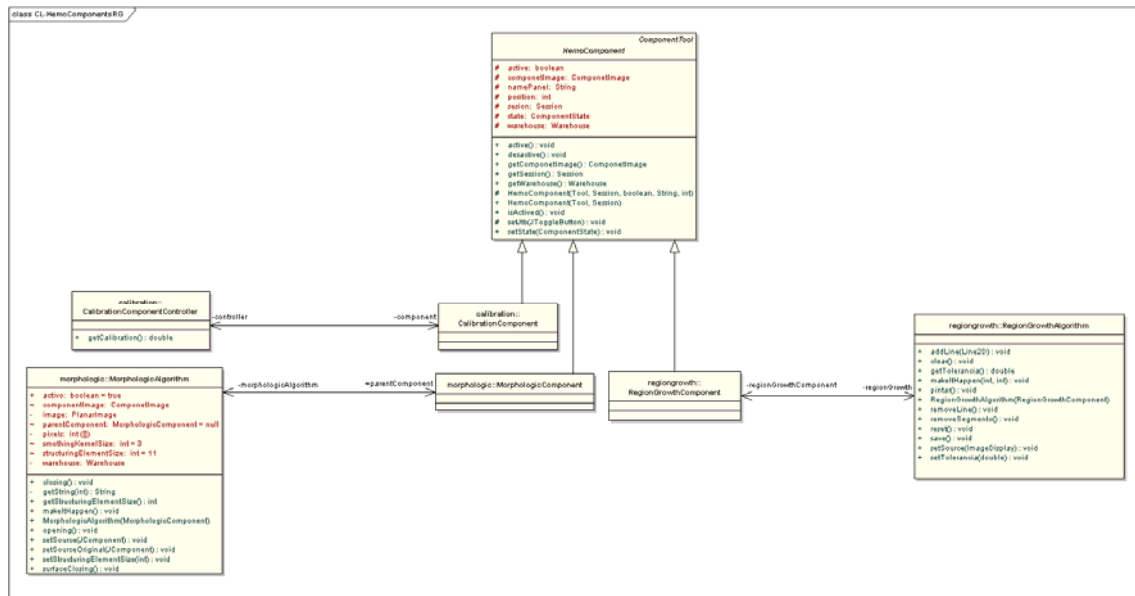 class CL-HemoComponentsRG
ComponentTool
HemoComponent
# active: boolean
# componetImage: ComponetImage
# namePanel: String
# position: int
# sesion: Session
# state: ComponentState
# warehouse: Warehouse
+ active() : void
+ desactive() : void
+ getComponetImage() : ComponetImage
+ getSession() : Session
+ getWarehouse() : Warehouse
# HemoComponent(Tool, Session, boolean, String, int)
+ HemoComponent(Tool, Session)
+ isActived() : void
# setJtb(JToggleButton) : void
+ setState(ComponentState) : void
calibration::
CalibrationComponentController
+ getCalibration() : double
-controller
-component
calibration::
CalibrationComponent
morphologic::MorphologicAlgorithm
+ activo: boolean = true
~ componentImage: ComponetImage
- image: PlanarImage
~ parentComponent: MorphologicComponent = null
- pixels: int ([])
~ smothingKernelSize: int = 3
~ structuringElementSize: int = 11
- warehouse: Warehouse
+ closing() : void
- getString(int) : String
+ getStructuringElementSize() : int
+ makeItHappen() : void
+ MorphologicAlgorithm(MorphologicComponent)
+ opening() : void
+ setSource(JComponent) : void
+ setSourceOriginal(JComponent) : void
+ setStructuringElementSize(int) : void
+ surfaceClosing() : void
-morphologicAlgorithm
~parentComponent
morphologic::MorphologicComponent
regiongrowth::
RegionGrowthComponent
-regionGrowthComponent
-regionGrowth
regiongrowth::RegionGrowthAlgorithm
+ addLine(Line2D) : void
+ clear() : void
+ getTolerancia() : double
+ makeItHappen(int, int) : void
+ pintar() : void
+ RegionGrowthAlgorithm(RegionGrowthComponent)
+ removeLine() : void
+ removeSegmento() : void
+ reset() : void
+ save() : void
+ setSource(ImageDisplay) : void
+ setTolerancia(double) : void